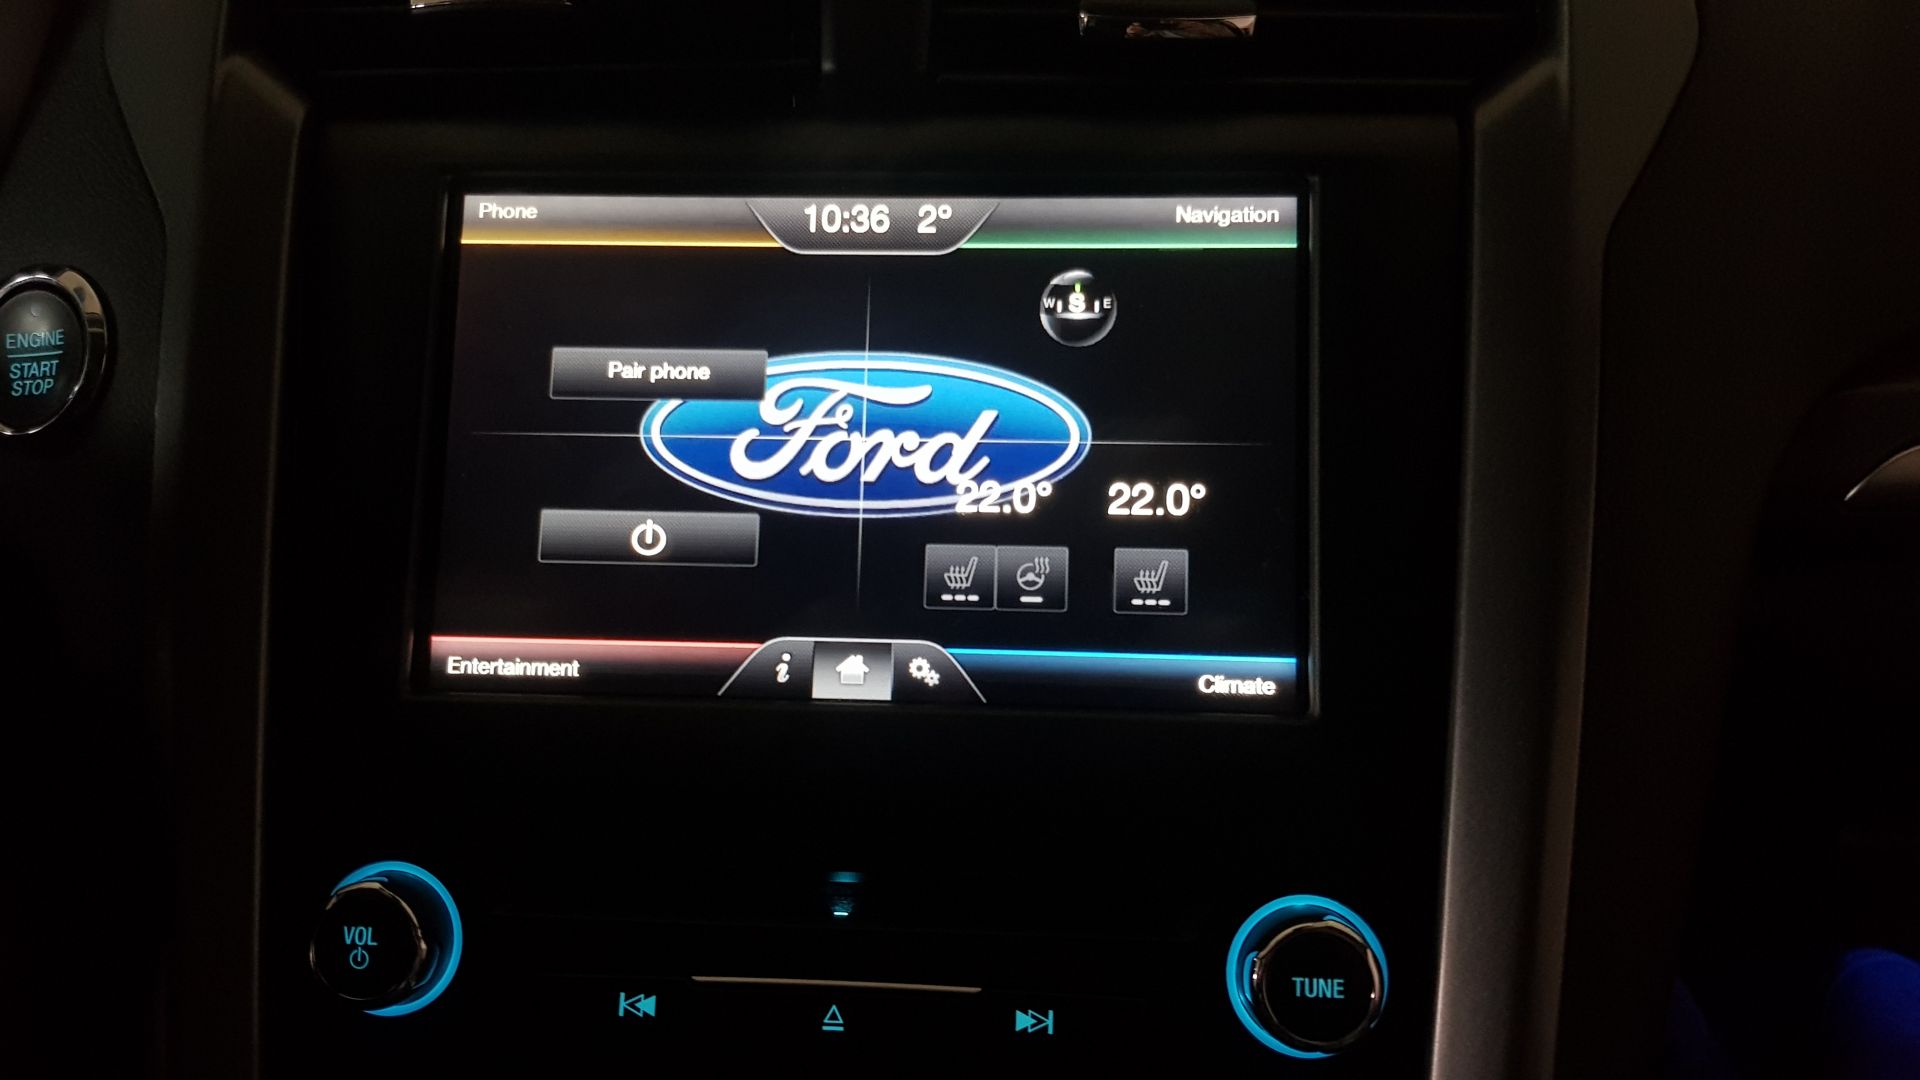 Phone
10:36 2°
Navigation
W S E
ENGINE
START
STOP
Pair phone
Ford
22.0° 22.0°
Entertainment
i
Climate
VOL
TUNE